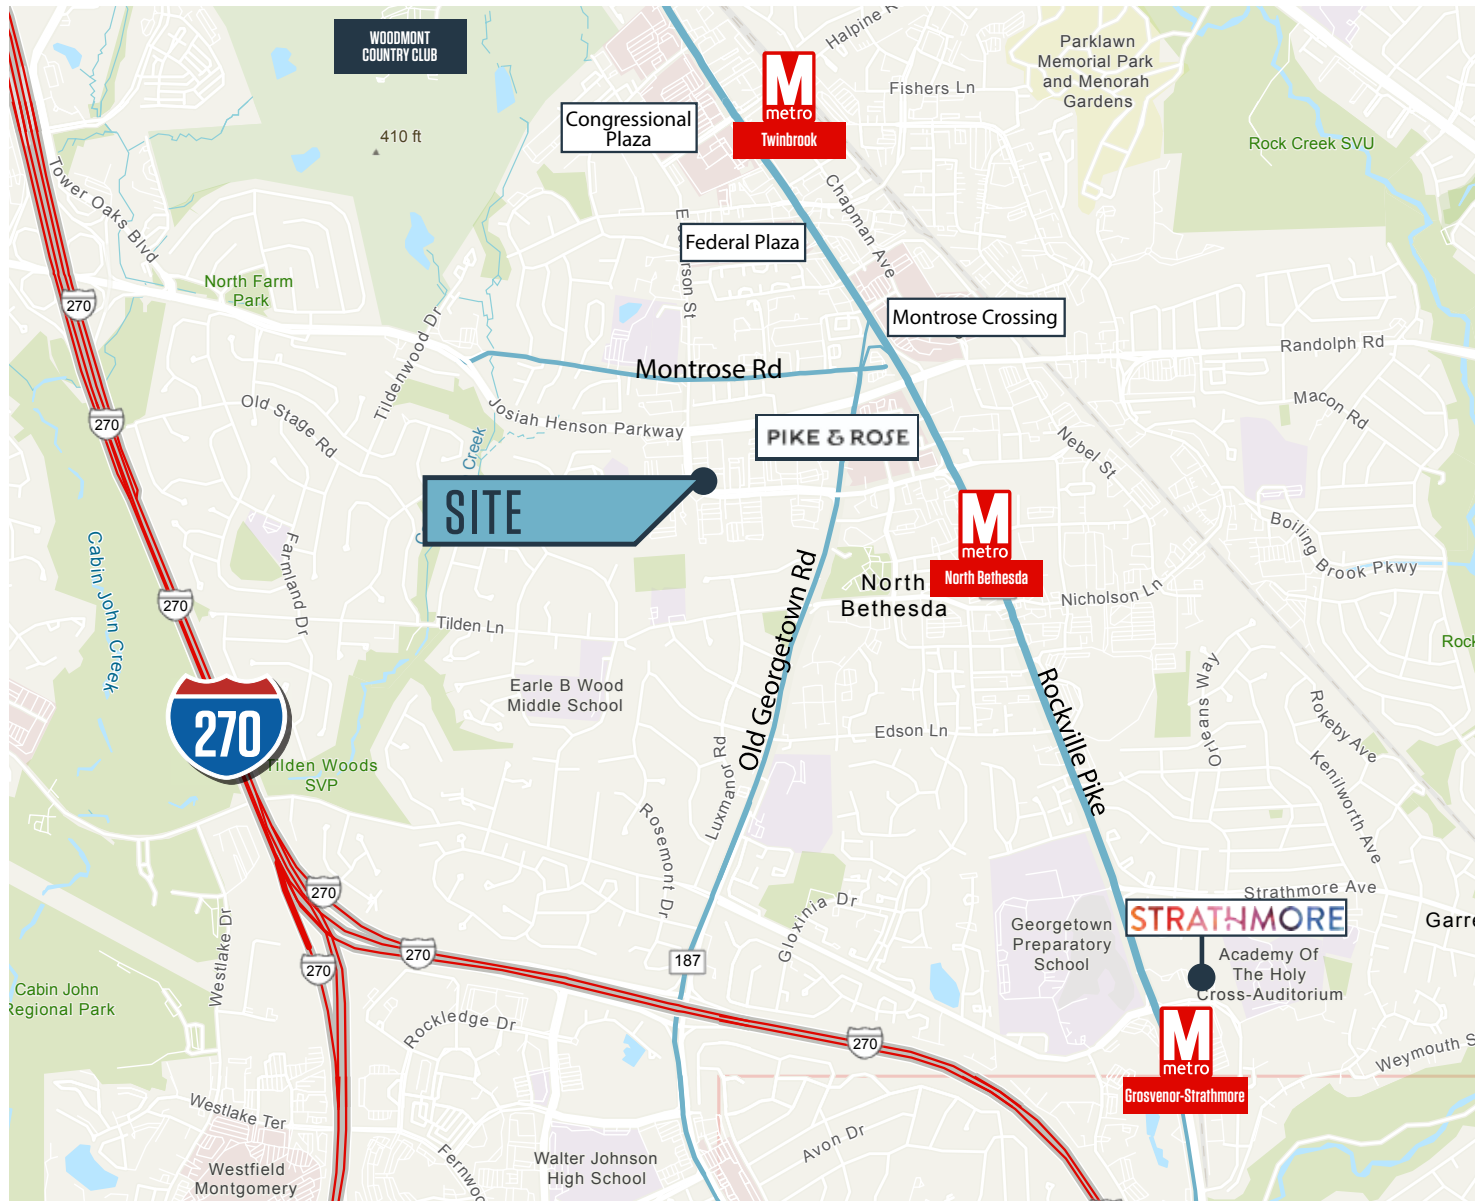 WOODMONT
COUNTRY CLUB
Parklawn
Memorial Park
and Menorah
Gardens
Fishers Ln
metro
Twinbrook
Congressional
Plaza
410 ft
Rock Creek SVU
Tower Oaks Blvd
Chapman Ave
Federal Plaza
North Farm
Park
270
Montrose Crossing
Tildenwood Dr
Randolph Rd
Montrose Rd
Josiah Henson Parkway
Old Stage Rd
Macon Rd
PIKE & ROSE
Nebel St
Creek
SITE
270
metro
North Bethesda
Boiling Brook Pkwy
Farmland Dr
Cabin John Creek
North
Bethesda
Nicholson Ln
270
Tilden Ln
Old Georgetown Rd
Earle B Wood
Middle School
Orleans Way
Rockville Pike
Rokeby Ave
270
Edson Ln
Luxmanor Rd
Kenilworth Ave
Tilden Woods
SVP
Rosemont Dr
Strathmore Ave
270
Gloxinia Dr
STRATHMORE
Georgetown
Preparatory
School
Westlake Dr
270
270
187
Academy Of
The Holy
Cross-Auditorium
Cabin John
Regional Park
Rockledge Dr
270
metro
Grosvenor-Strathmore
Westlake Ter
Avon Dr
Walter Johnson
High School
Westfield
Montgomery